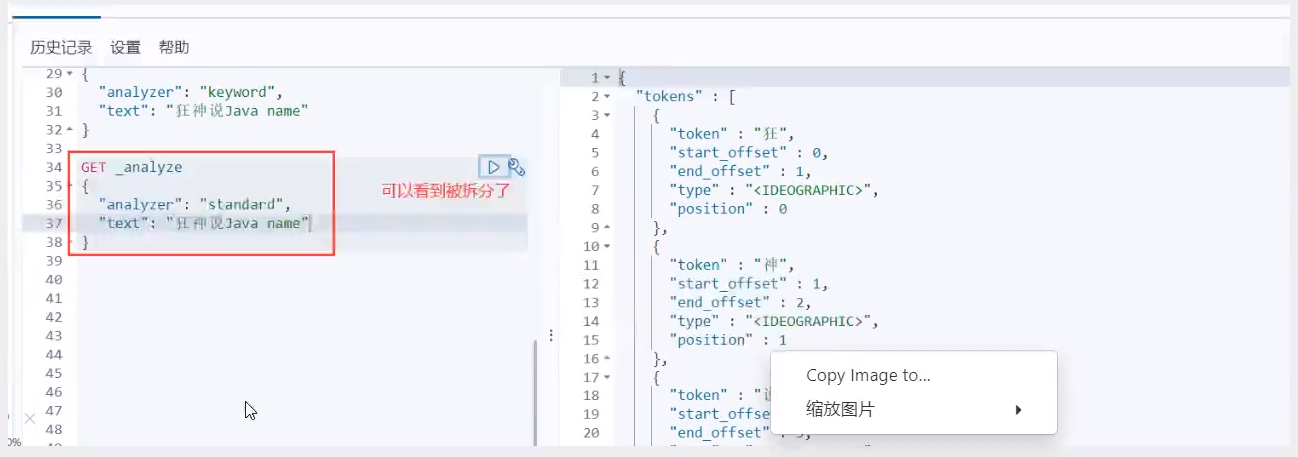 历史记录 设置 帮助
29 {
30 "analyzer": "keyword",
31 "text": "狂神说Java name"
32 }
33
34 GET _analyze
35 {
36 "analyzer": "standard",
37 "text": "狂神说Java name"
38 }
39
40
41
42
43
44
45
46
47
48
可以看到被拆分了
1 {
2 "tokens" : [
3 {
4 "token" : "狂",
5 "start_offset" : 0,
6 "end_offset" : 1,
7 "type" : "<IDEOGRAPHIC>",
8 "position" : 0
9 },
10 {
11 "token" : "神",
12 "start_offset" : 1,
13 "end_offset" : 2,
14 "type" : "<IDEOGRAPHIC>",
15 "position" : 1
16 },
17 {
18 "token" : "
19 "start_offse
20 "end_offset"
Copy Image to...
缩放图片
0%